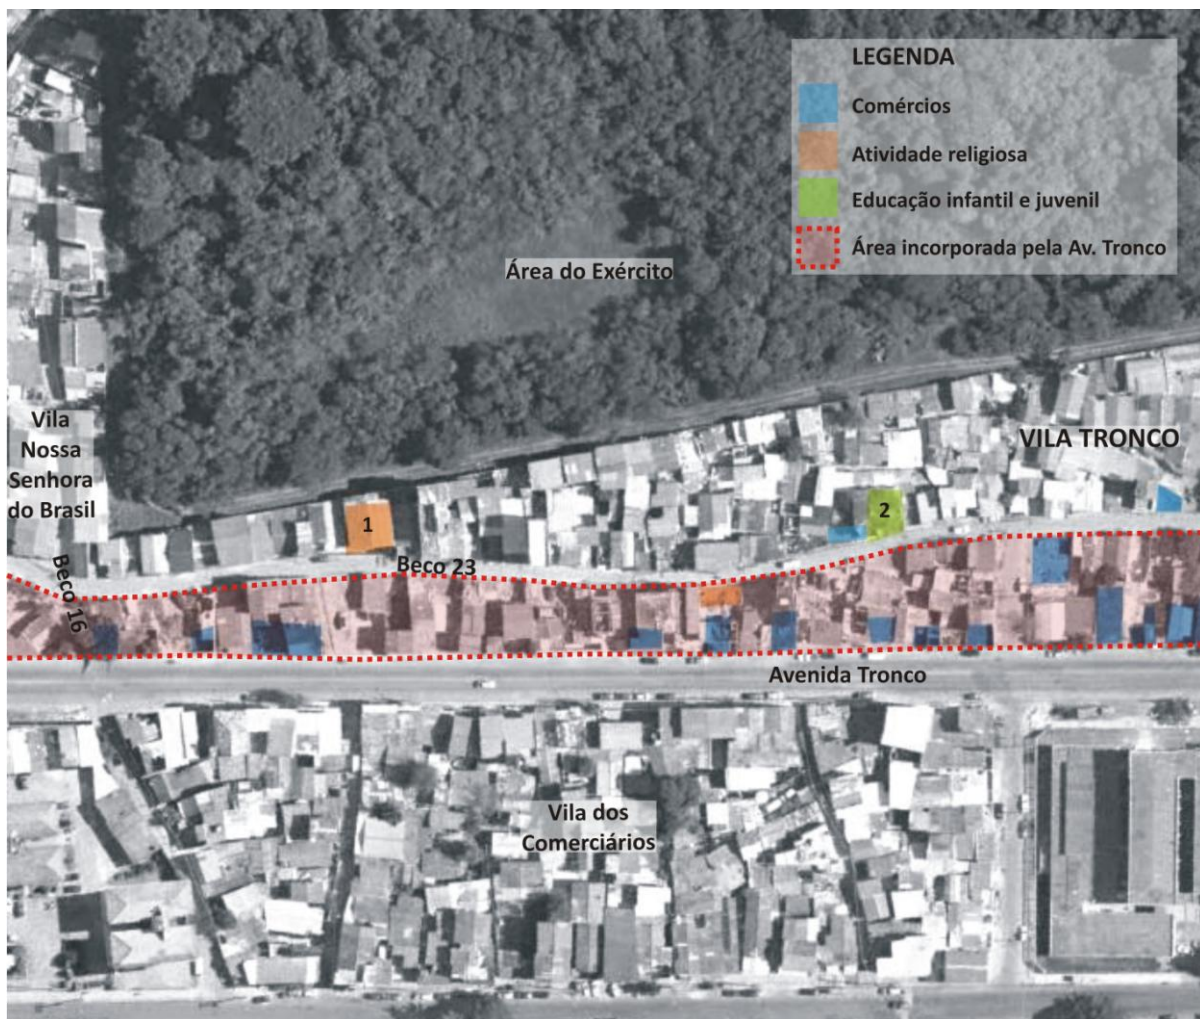 LEGENDA
Comércios
Atividade religiosa
Educação infantil e juvenil
Área incorporada pela Av. Tronco
Área do Exército
Vila
Nossa
Senhora
do Brasil
VILA TRONCO
1
2
Beco 23
Beco 16
Avenida Tronco
Vila dos
Comerciários